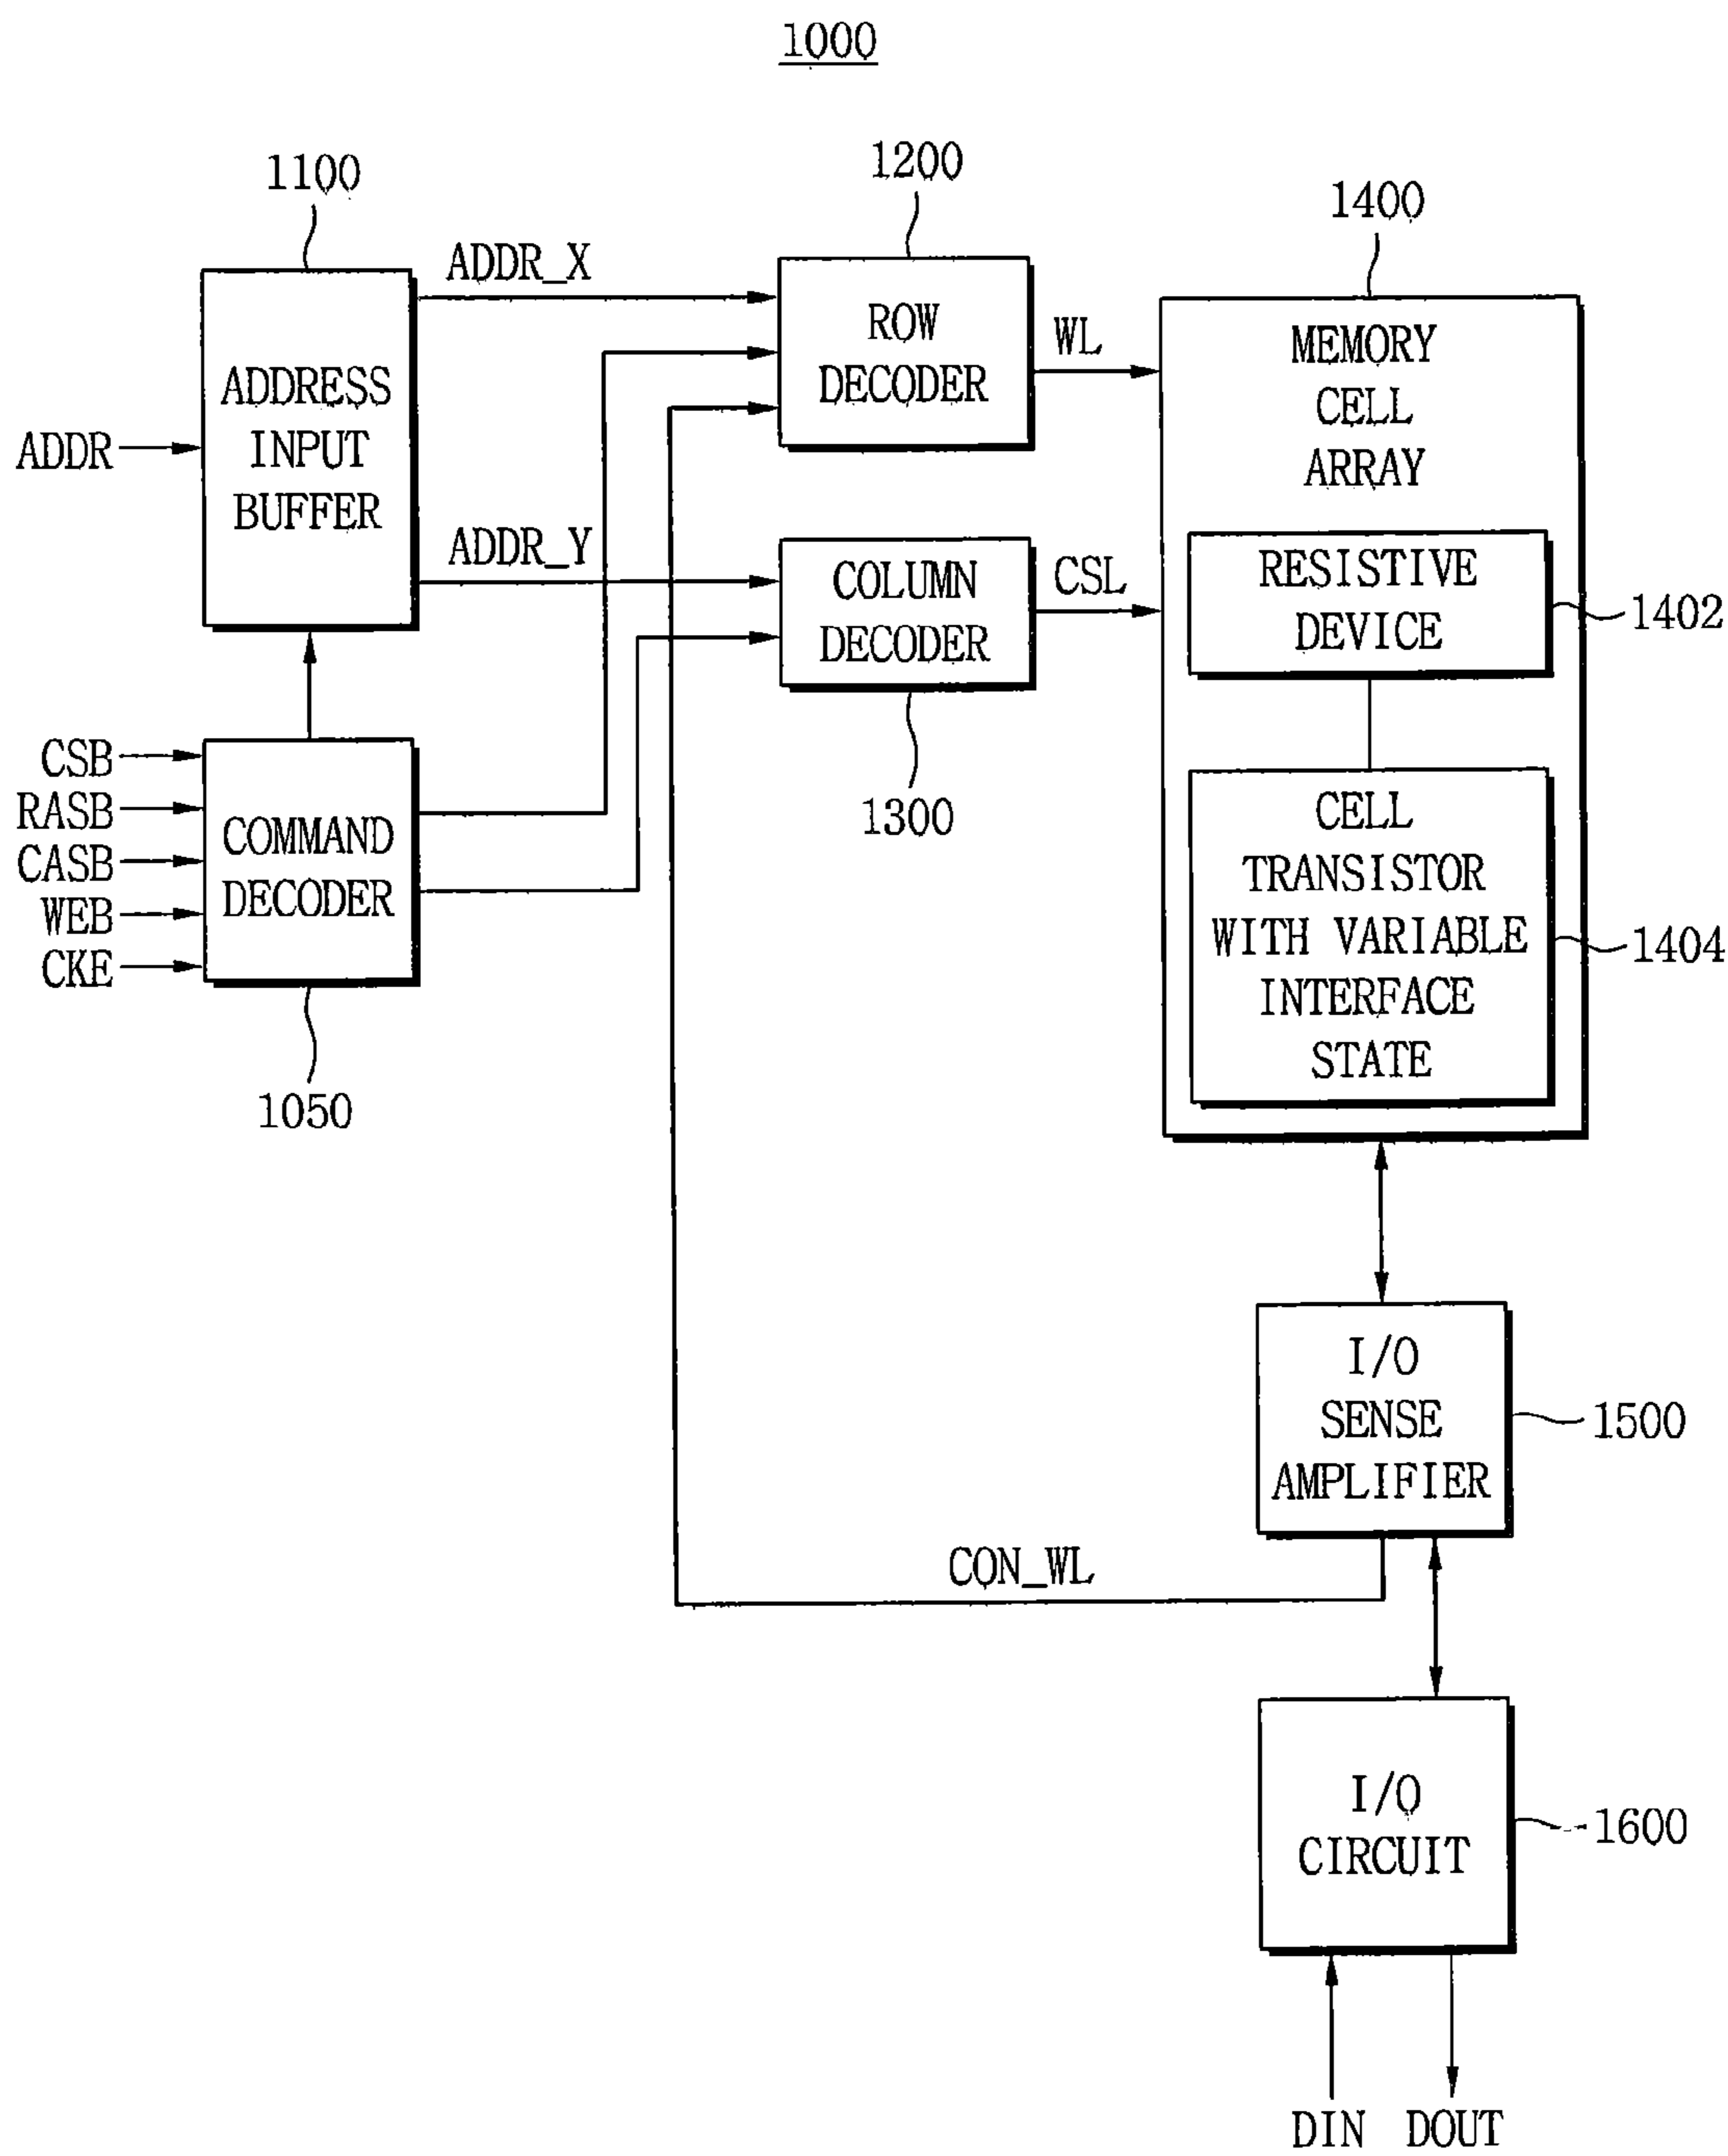 1000
1100
1200
1400
ADDR_X
ROW
DECODER
WL
MEMORY
CELL
ARRAY
ADDR
ADDRESS
INPUT
BUFFER
ADDR_Y
COLUMN
DECODER
CSL
RESISTIVE
DEVICE
1402
1300
CSB
RASB
CASB
WEB
CKE
COMMAND
DECODER
1050
CELL
TRANSISTOR
WITH VARIABLE
INTERFACE
STATE
1404
I/O
SENSE
AMPLIFIER
1500
CON_WL
I/O
CIRCUIT
1600
DIN
DOUT